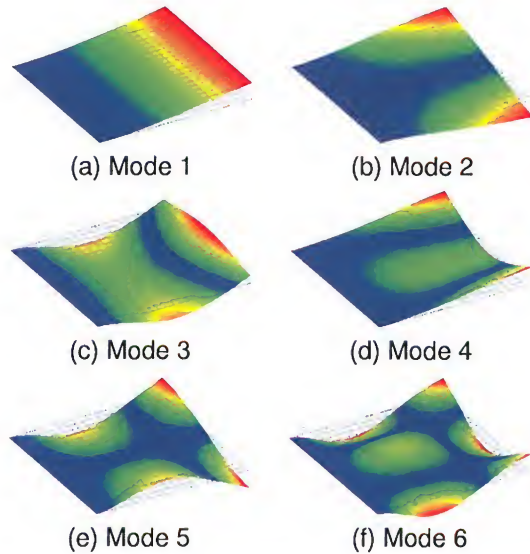 (a) Mode 1
(b) Mode 2
(c) Mode 3
(d) Mode 4
(e) Mode 5
(f) Mode 6